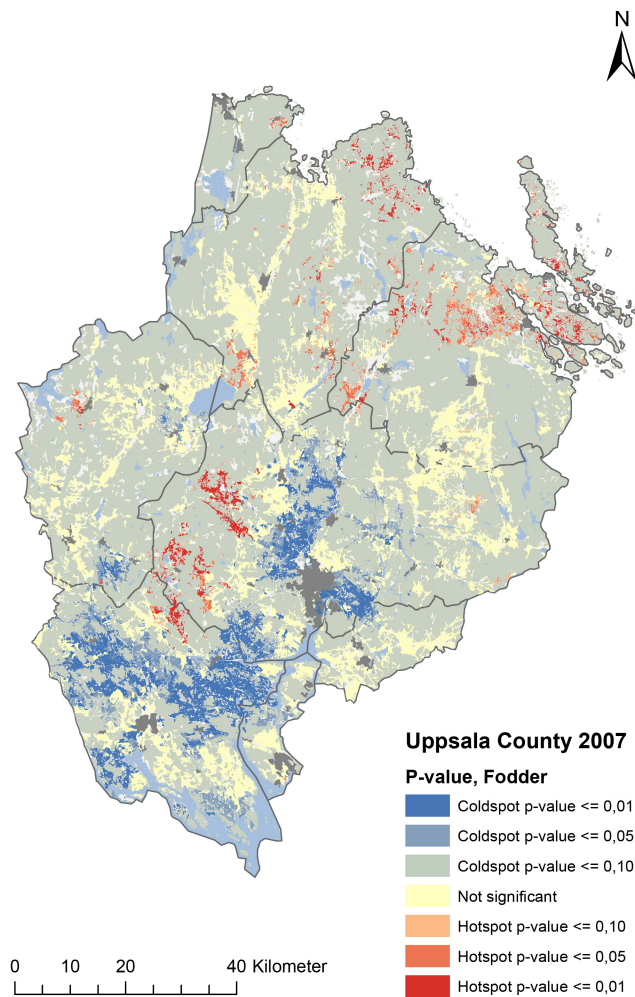 N
Uppsala County 2007
P-value, Fodder
Coldspot p-value <= 0,01
Coldspot p-value <= 0,05
Coldspot p-value <= 0,10
Not significant
Hotspot p-value <= 0,10
Hotspot p-value <= 0,05
Hotspot p-value <= 0,01
0 10 20 40 Kilometer